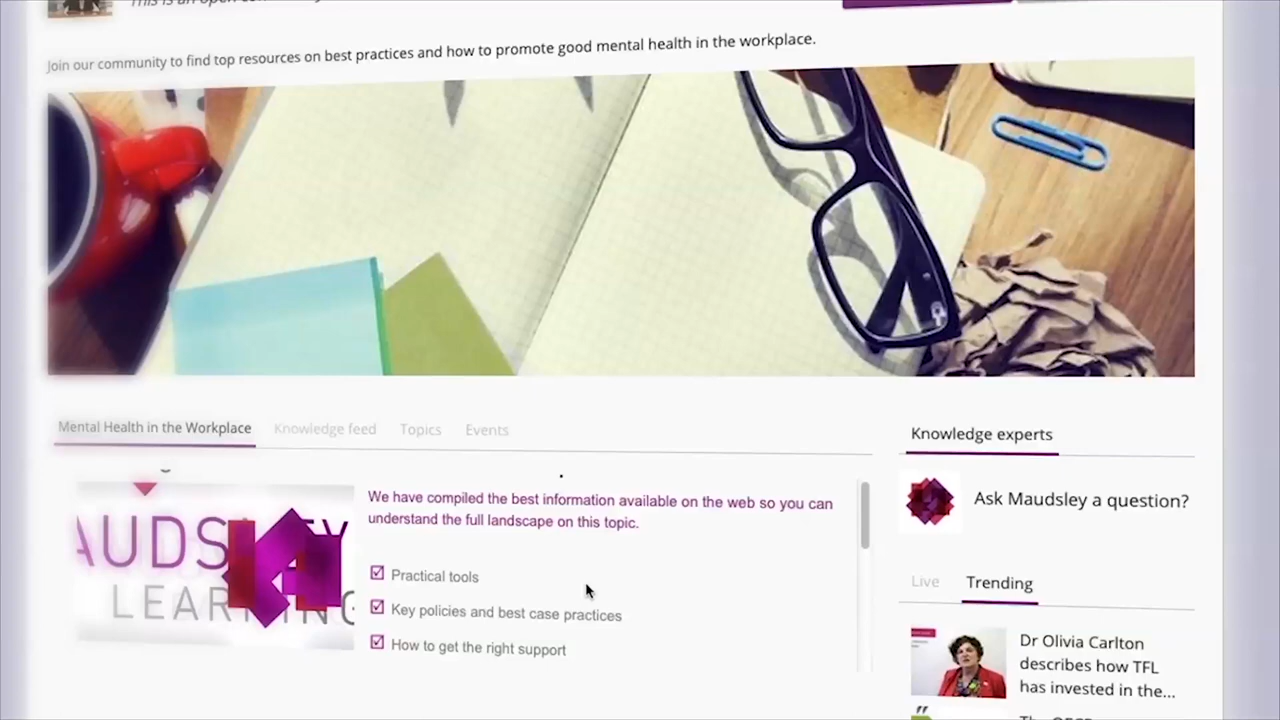 This is an open
Join our community to find top resources on best practices and how to promote good mental health in the workplace.
Mental Health in the Workplace Knowledge feed Topics Events
Knowledge experts
Ask Maudsley a question?
We have compiled the best information available on the web so you can
understand the full landscape on this topic.
Practical tools
Key policies and best case practices
How to get the right support
Live Trending
Dr Olivia Carlton
describes how TFL
has invested in the...